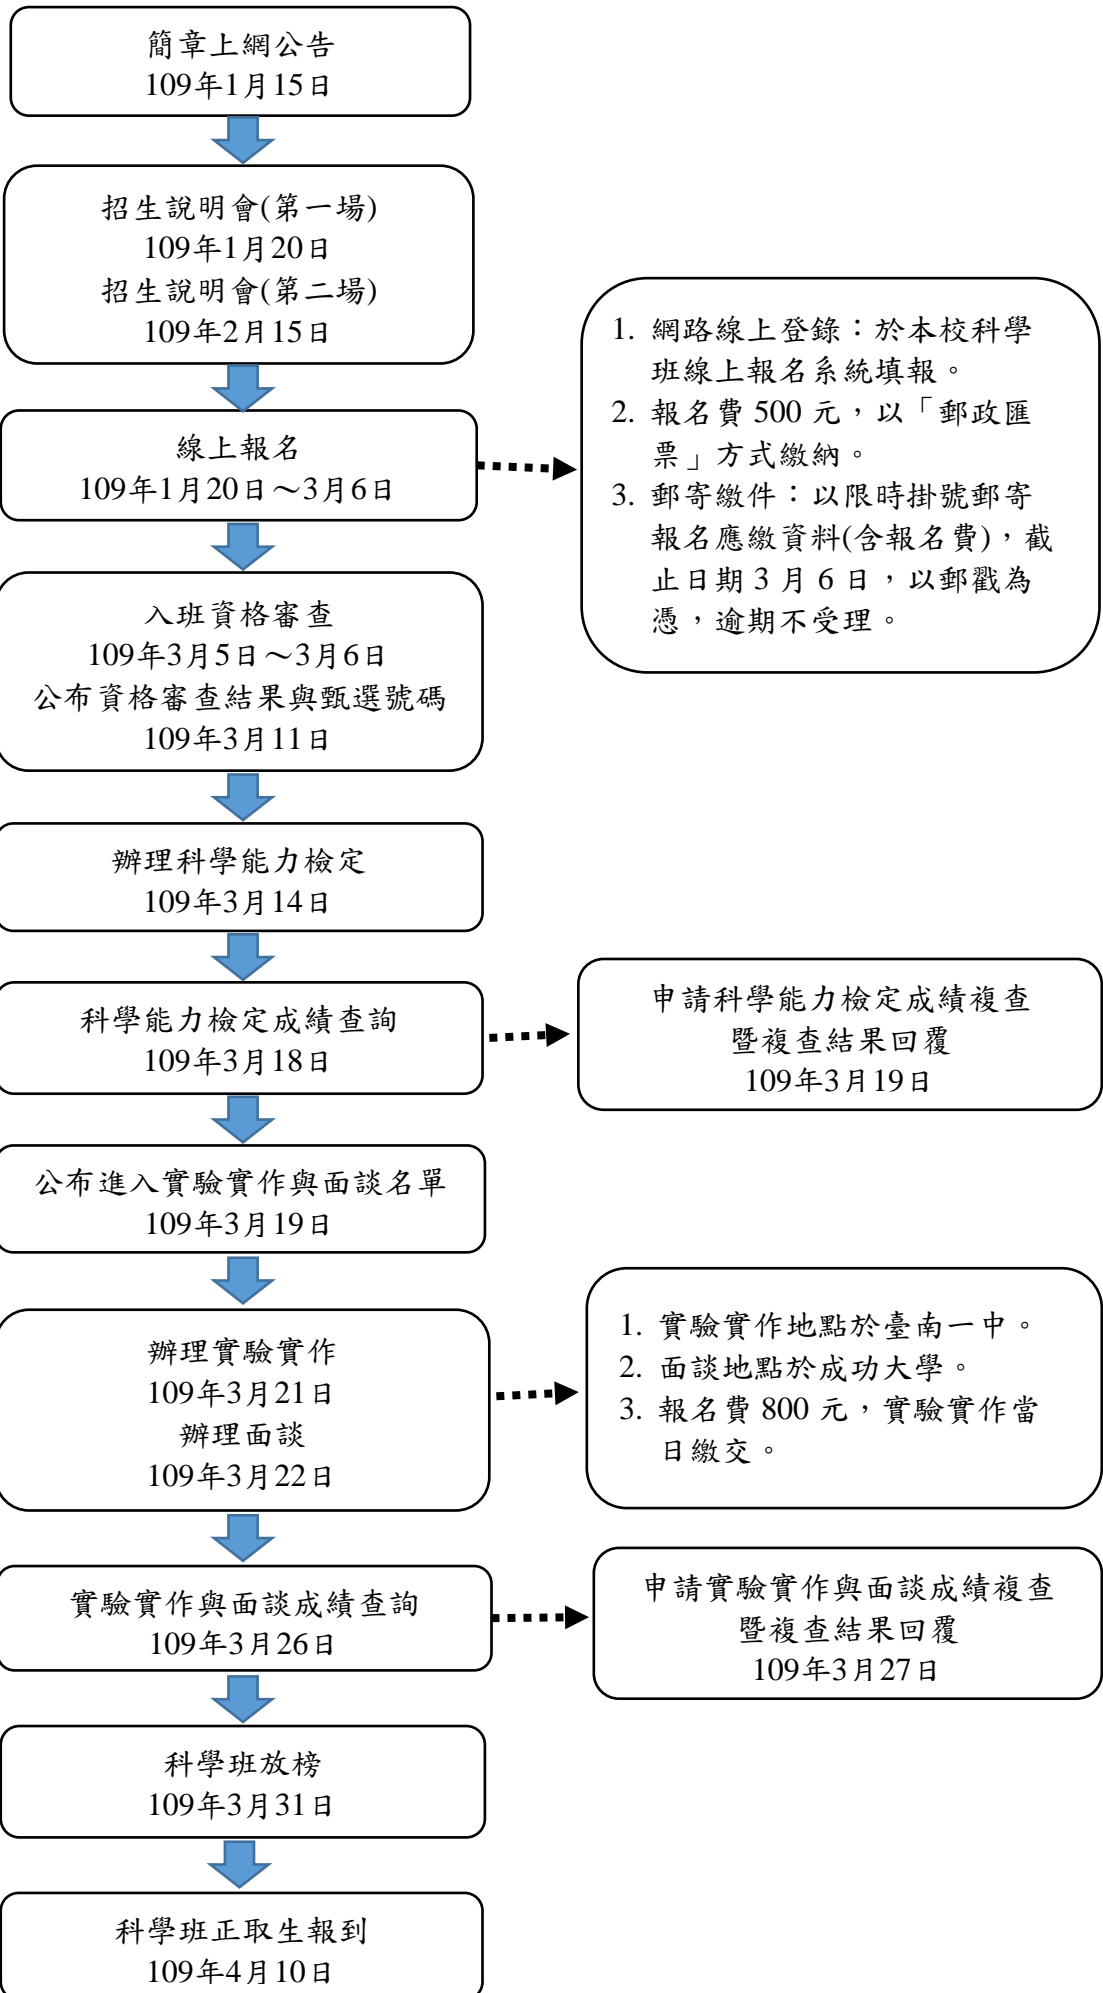 簡章上網公告
109年1月15日
招生說明會(第一場)
109年1月20日
招生說明會(第二場)
109年2月15日
線上報名
109年1月20日～3月6日
1. 網路線上登錄：於本校科學
班線上報名系統填報。
2. 報名費 500 元，以「郵政匯
票」方式繳納。
3. 郵寄繳件：以限時掛號郵寄
報名應繳資料(含報名費)，截
止日期 3 月 6 日，以郵戳為
憑，逾期不受理。
入班資格審查
109年3月5日～3月6日
公布資格審查結果與甄選號碼
109年3月11日
辦理科學能力檢定
109年3月14日
科學能力檢定成績查詢
109年3月18日
申請科學能力檢定成績複查
暨複查結果回覆
109年3月19日
公布進入實驗實作與面談名單
109年3月19日
辦理實驗實作
109年3月21日
辦理面談
109年3月22日
1. 實驗實作地點於臺南一中。
2. 面談地點於成功大學。
3. 報名費 800 元，實驗實作當
日繳交。
實驗實作與面談成績查詢
109年3月26日
申請實驗實作與面談成績複查
暨複查結果回覆
109年3月27日
科學班放榜
109年3月31日
科學班正取生報到
109年4月10日